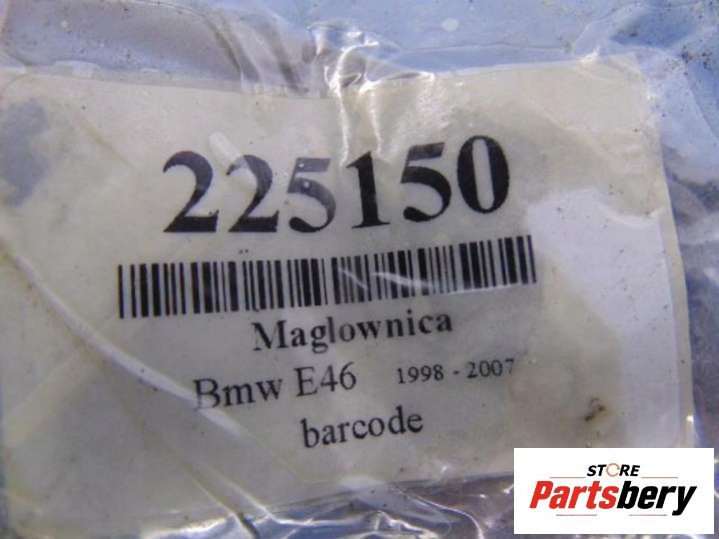 225150
Maglownica
Bmw E46 1998 - 2007
barcode
STORE
Partsbery